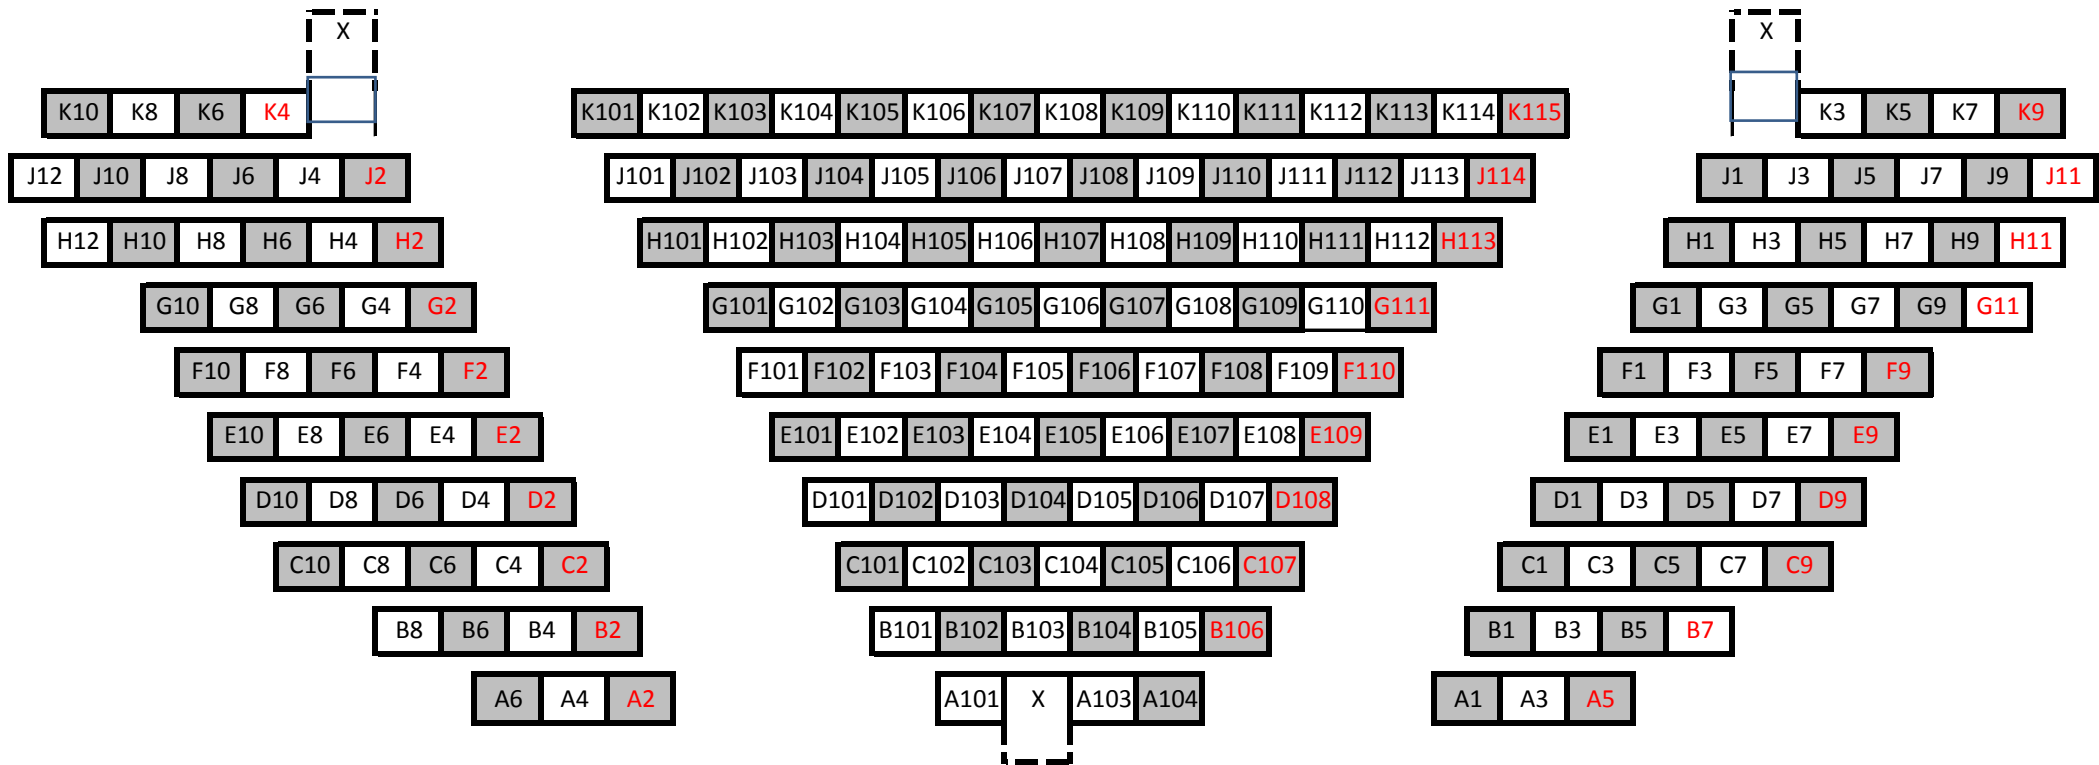 X X
K10 K8 K6 K4 K101 K102 K103 K104 K105 K106 K107 K108 K109 K110 K111 K112 K113 K114 K115 K3 K5 K7 K9
J12 J10 J8 J6 J4 J2 J101 J102 J103 J104 J105 J106 J107 J108 J109 J110 J111 J112 J113 J114 J1 J3 J5 J7 J9 J11
H12 H10 H8 H6 H4 H2 H101 H102 H103 H104 H105 H106 H107 H108 H109 H110 H111 H112 H113 H1 H3 H5 H7 H9 H11
G10 G8 G6 G4 G2 G101 G102 G103 G104 G105 G106 G107 G108 G109 G110 G111 G1 G3 G5 G7 G9 G11
F10 F8 F6 F4 F2 F101 F102 F103 F104 F105 F106 F107 F108 F109 F110 F1 F3 F5 F7 F9
E10 E8 E6 E4 E2 E101 E102 E103 E104 E105 E106 E107 E108 E109 E1 E3 E5 E7 E9
D10 D8 D6 D4 D2 D101 D102 D103 D104 D105 D106 D107 D108 D1 D3 D5 D7 D9
C10 C8 C6 C4 C2 C101 C102 C103 C104 C105 C106 C107 C1 C3 C5 C7 C9
B8 B6 B4 B2 B101 B102 B103 B104 B105 B106 B1 B3 B5 B7
A6 A4 A2 A101 X A103 A104 A1 A3 A5